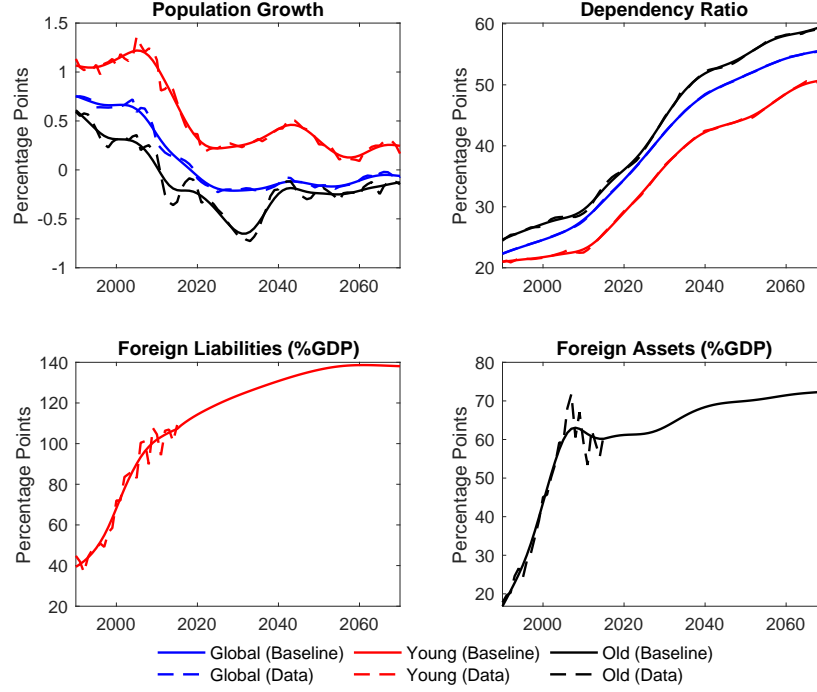 Population Growth
Dependency Ratio
Percentage Points
1.5
1
0.5
0
-0.5
-1
2000 2020 2040 2060
Percentage Points
60
50
40
30
20
2000 2020 2040 2060
Foreign Liabilities (%GDP)
Foreign Assets (%GDP)
Percentage Points
140
120
100
80
60
40
20
2000 2020 2040 2060
Percentage Points
80
70
60
50
40
30
20
2000 2020 2040 2060
Global (Baseline) Young (Baseline) Old (Baseline)
Global (Data) Young (Data) Old (Data)